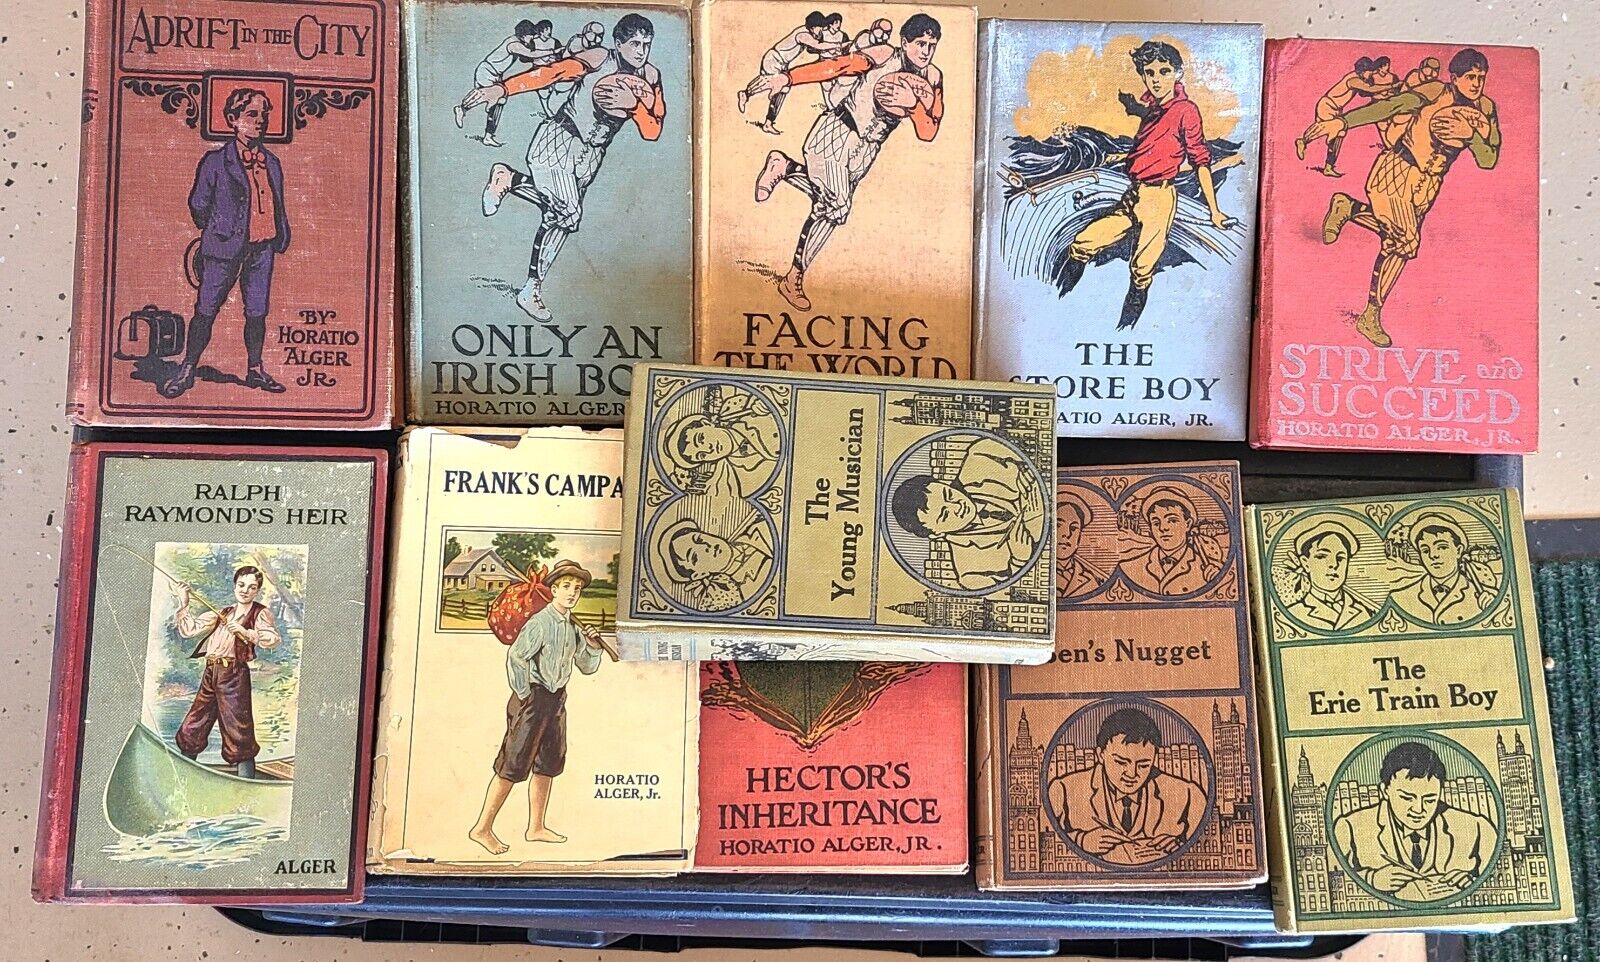 ADRIFT IN THE CITY
BY
HORATIO
ALGER
JR.
ONLY AN
IRISH BO
HORATIO ALGER
FACING
THE WORLD
THE
STORE BOY
ATIO ALGER, JR.
STRIVE and
SUCCEED
HORATIO ALGER, JR.
RALPH
RAYMOND'S HEIR
ALGER
FRANK'S CAMPA
HORATIO
ALGER, Jr.
The
Young Musician
HECTOR'S
INHERITANCE
HORATIO ALGER, JR.
Ben's Nugget
The
Erie Train Boy